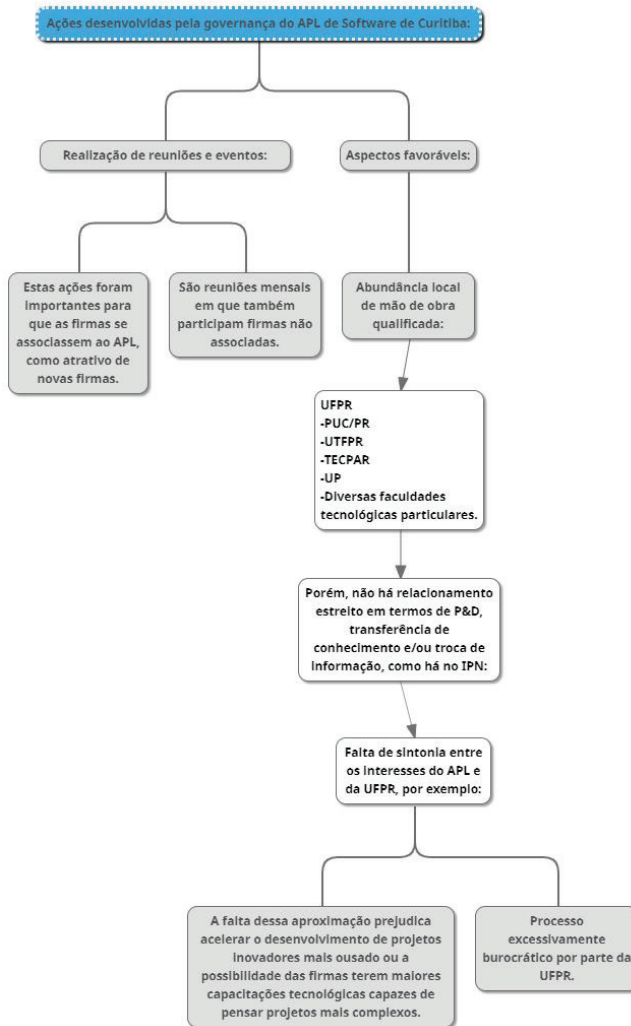 Ações desenvolvidas pela governança do APL de Software de Curitiba:
Realização de reuniões e eventos:
Aspectos favoráveis:
Estas ações foram
importantes para
que as firmas se
associassem ao APL,
como atrativo de
novas firmas.
São reuniões mensais
em que também
participam firmas não
associadas.
Abundância local
de mão de obra
qualificada:
UFPR
-PUC/PR
-UTFPR
-TECPAR
-UP
-Diversas faculdades
tecnológicas particulares.
Porém, não há relacionamento
estreito em termos de P&D,
transferência de
conhecimento e/ou troca de
informação, como há no IPN:
Falta de sintonia entre
os interesses do APL e
da UFPR, por exemplo:
A falta dessa aproximação prejudica
acelerar o desenvolvimento de projetos
inovadores mais ousado ou a
possibilidade das firmas terem maiores
capacitações tecnológicas capazes de
pensar projetos mais complexos.
Processo
excessivamente
burocrático por parte da
UFPR.